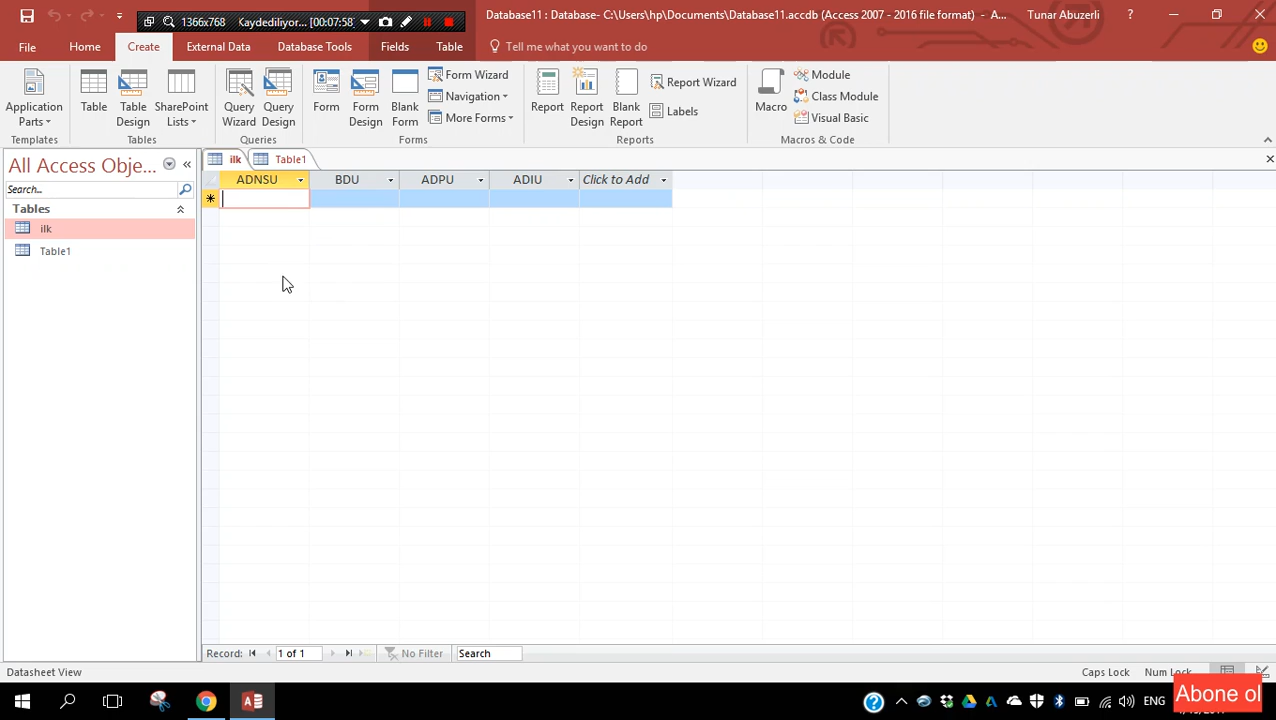 1366x768 Kaydediliyor... [00:07:58]
Database11 : Database- C:\Users\hp\Documents\Database11.accdb (Access 2007 - 2016 file format) - A...
Tunar Abuzerli
?
File Home Create External Data Database Tools Fields Table Tell me what you want to do
Application Parts
Table
Table Design
SharePoint Lists
Query Wizard
Query Design
Form
Form Design
Blank Form
Form Wizard
Navigation
More Forms
Report
Report Design
Blank Report
Report Wizard
Labels
Macro
Module
Class Module
Visual Basic
Templates Tables Queries Forms Reports Macros & Code
All Access Obje...
Search...
Tables
ilk
Table1
ilk Table1
ADNSU BDU ADPU ADIU Click to Add
Record: 1 of 1 No Filter Search
Datasheet View
Caps Lock Num Lock
ENG
Abone ol